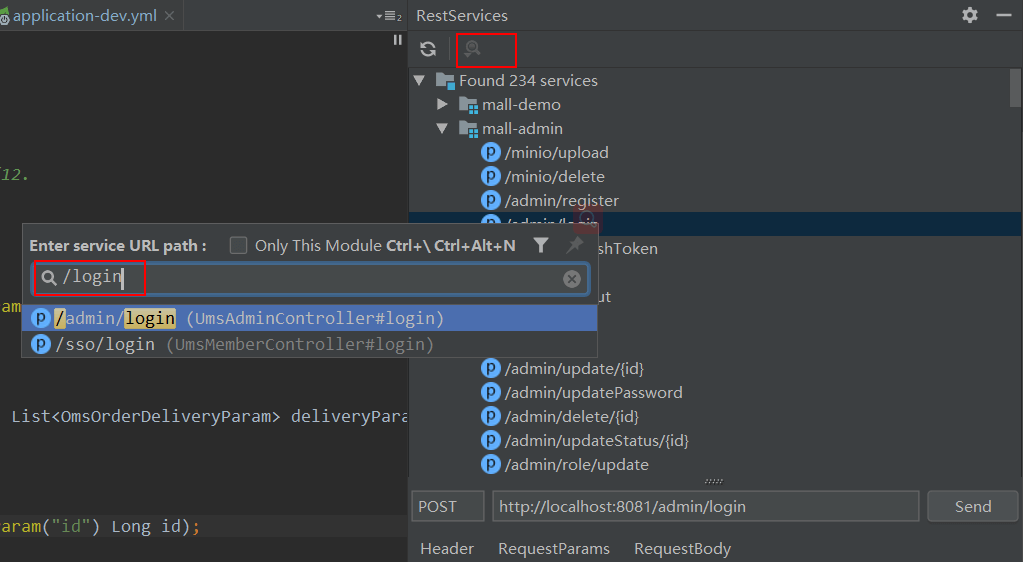 application-dev.yml
12.
am
List<OmsOrderDeliveryParam> deliveryPara
aram("id") Long id);
RestServices
Found 234 services
mall-demo
mall-admin
/minio/upload
/minio/delete
/admin/register
/admin/login
shToken
ut
Enter service URL path : Only This Module Ctrl+\ Ctrl+Alt+N
/login
/admin/login (UmsAdminController#login)
/sso/login (UmsMemberController#login)
/admin/update/{id}
/admin/updatePassword
/admin/delete/{id}
/admin/updateStatus/{id}
/admin/role/update
POST http://localhost:8081/admin/login Send
Header RequestParams RequestBody